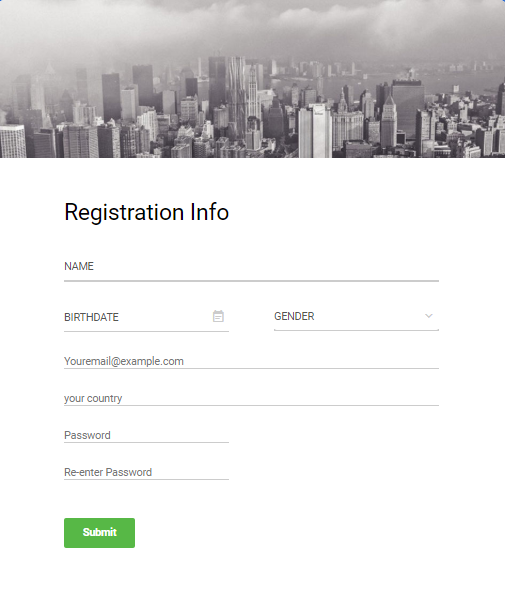 Registration Info
NAME
BIRTHDATE
GENDER
Youremail@example.com
your country
Password
Re-enter Password
Submit